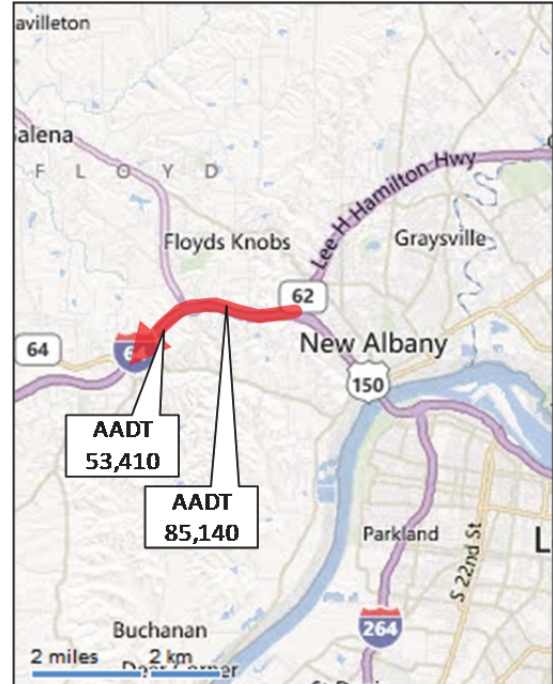 avilleton
alena
F L O Y D
Lee H Hamilton Hwy
Floyds Knobs
Graysville
62
New Albany
64
64
150
AADT
53,410
AADT
85,140
Parkland
S 22nd St
L
264
Buchanan
2 miles
2 km